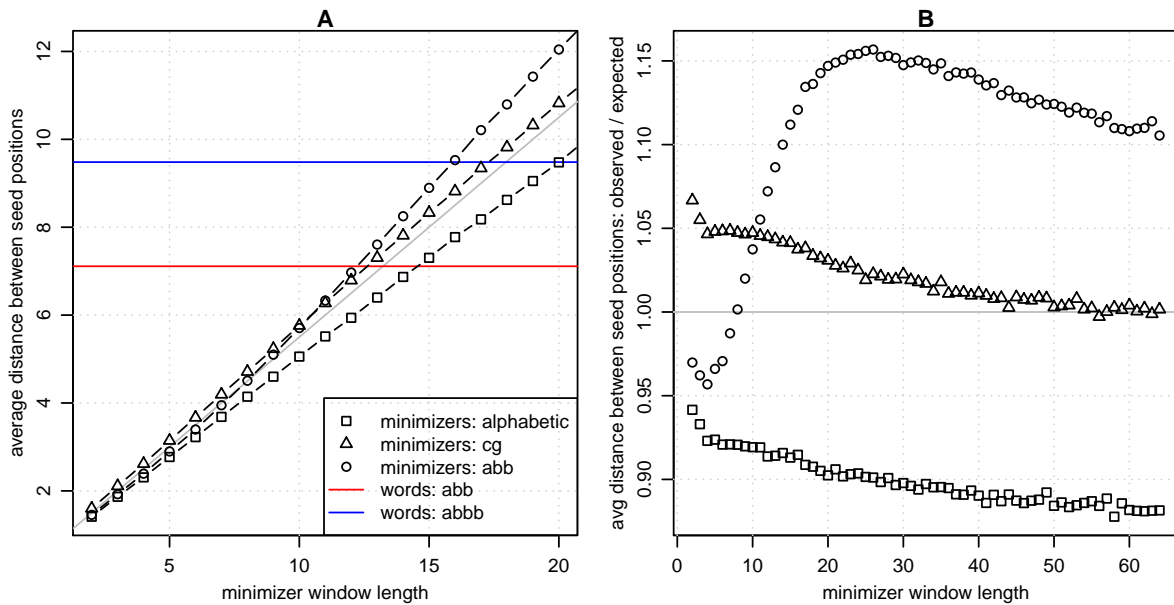 A
average distance between seed positions
12
10
8
6
4
2
5
10
15
20
minimizer window length
minimizers: alphabetic
minimizers: cg
minimizers: abb
words: abb
words: abbb
B
avg distance between seed positions: observed / expected
1.15
1.10
1.05
1.00
0.95
0.90
0
10
20
30
40
50
60
minimizer window length